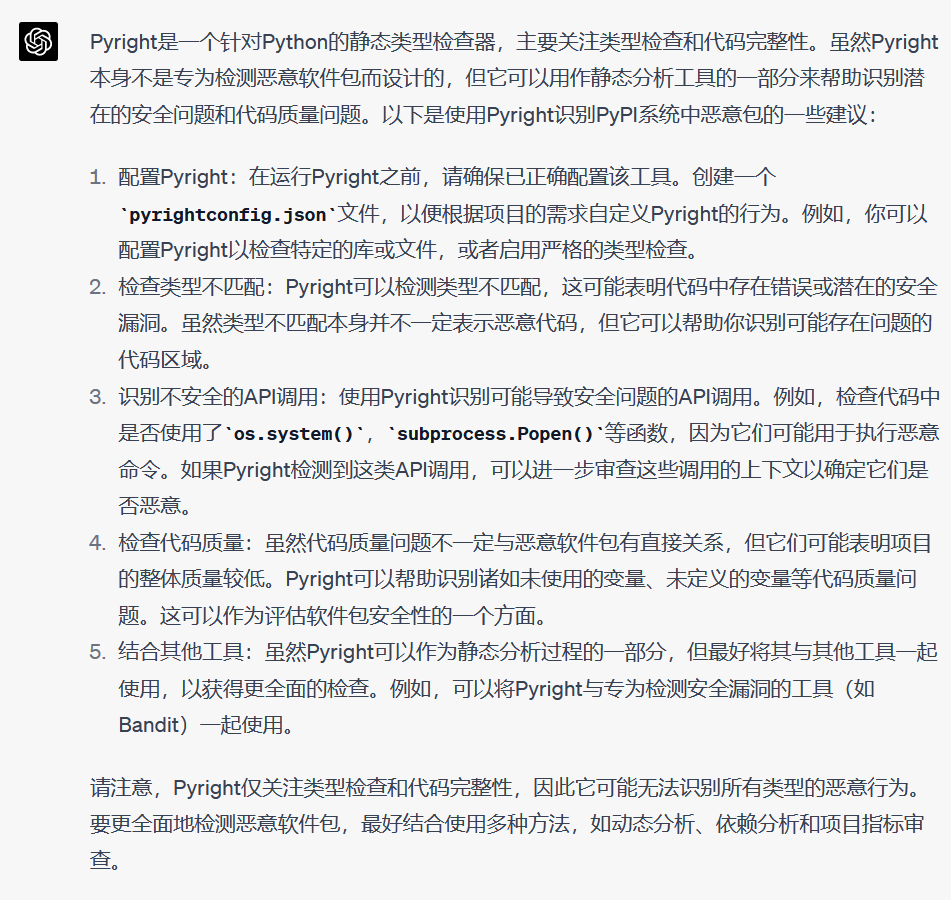 Pyright是一个针对Python的静态类型检查器，主要关注类型检查和代码完整性。虽然Pyright
本身不是专为检测恶意软件包而设计的，但它可以用作静态分析工具的一部分来帮助识别潜
在的安全问题和代码质量问题。以下是使用Pyright识别PyPI系统中恶意包的一些建议：
1. 配置Pyright：在运行Pyright之前，请确保已正确配置该工具。创建一个
`pyrightconfig.json`文件，以便根据项目的需求自定义Pyright的行为。例如，你可以
配置Pyright以检查特定的库或文件，或者启用严格的类型检查。
2. 检查类型不匹配：Pyright可以检测类型不匹配，这可能表明代码中存在错误或潜在的安全
漏洞。虽然类型不匹配本身并不一定表示恶意代码，但它可以帮助你识别可能存在问题的
代码区域。
3. 识别不安全的API调用：使用Pyright识别可能导致安全问题的API调用。例如，检查代码中
是否使用了`os.system()`，`subprocess.Popen()`等函数，因为它们可能用于执行恶意
命令。如果Pyright检测到这类API调用，可以进一步审查这些调用的上下文以确定它们是
否恶意。
4. 检查代码质量：虽然代码质量问题不一定与恶意软件包有直接关系，但它们可能表明项目
的整体质量较低。Pyright可以帮助识别诸如未使用的变量、未定义的变量等代码质量问
题。这可以作为评估软件包安全性的一个方面。
5. 结合其他工具：虽然Pyright可以作为静态分析过程的一部分，但最好将其与其他工具一起
使用，以获得更全面的检查。例如，可以将Pyright与专为检测安全漏洞的工具（如
Bandit）一起使用。
请注意，Pyright仅关注类型检查和代码完整性，因此它可能无法识别所有类型的恶意行为。
要更全面地检测恶意软件包，最好结合使用多种方法，如动态分析、依赖分析和项目指标审
查。